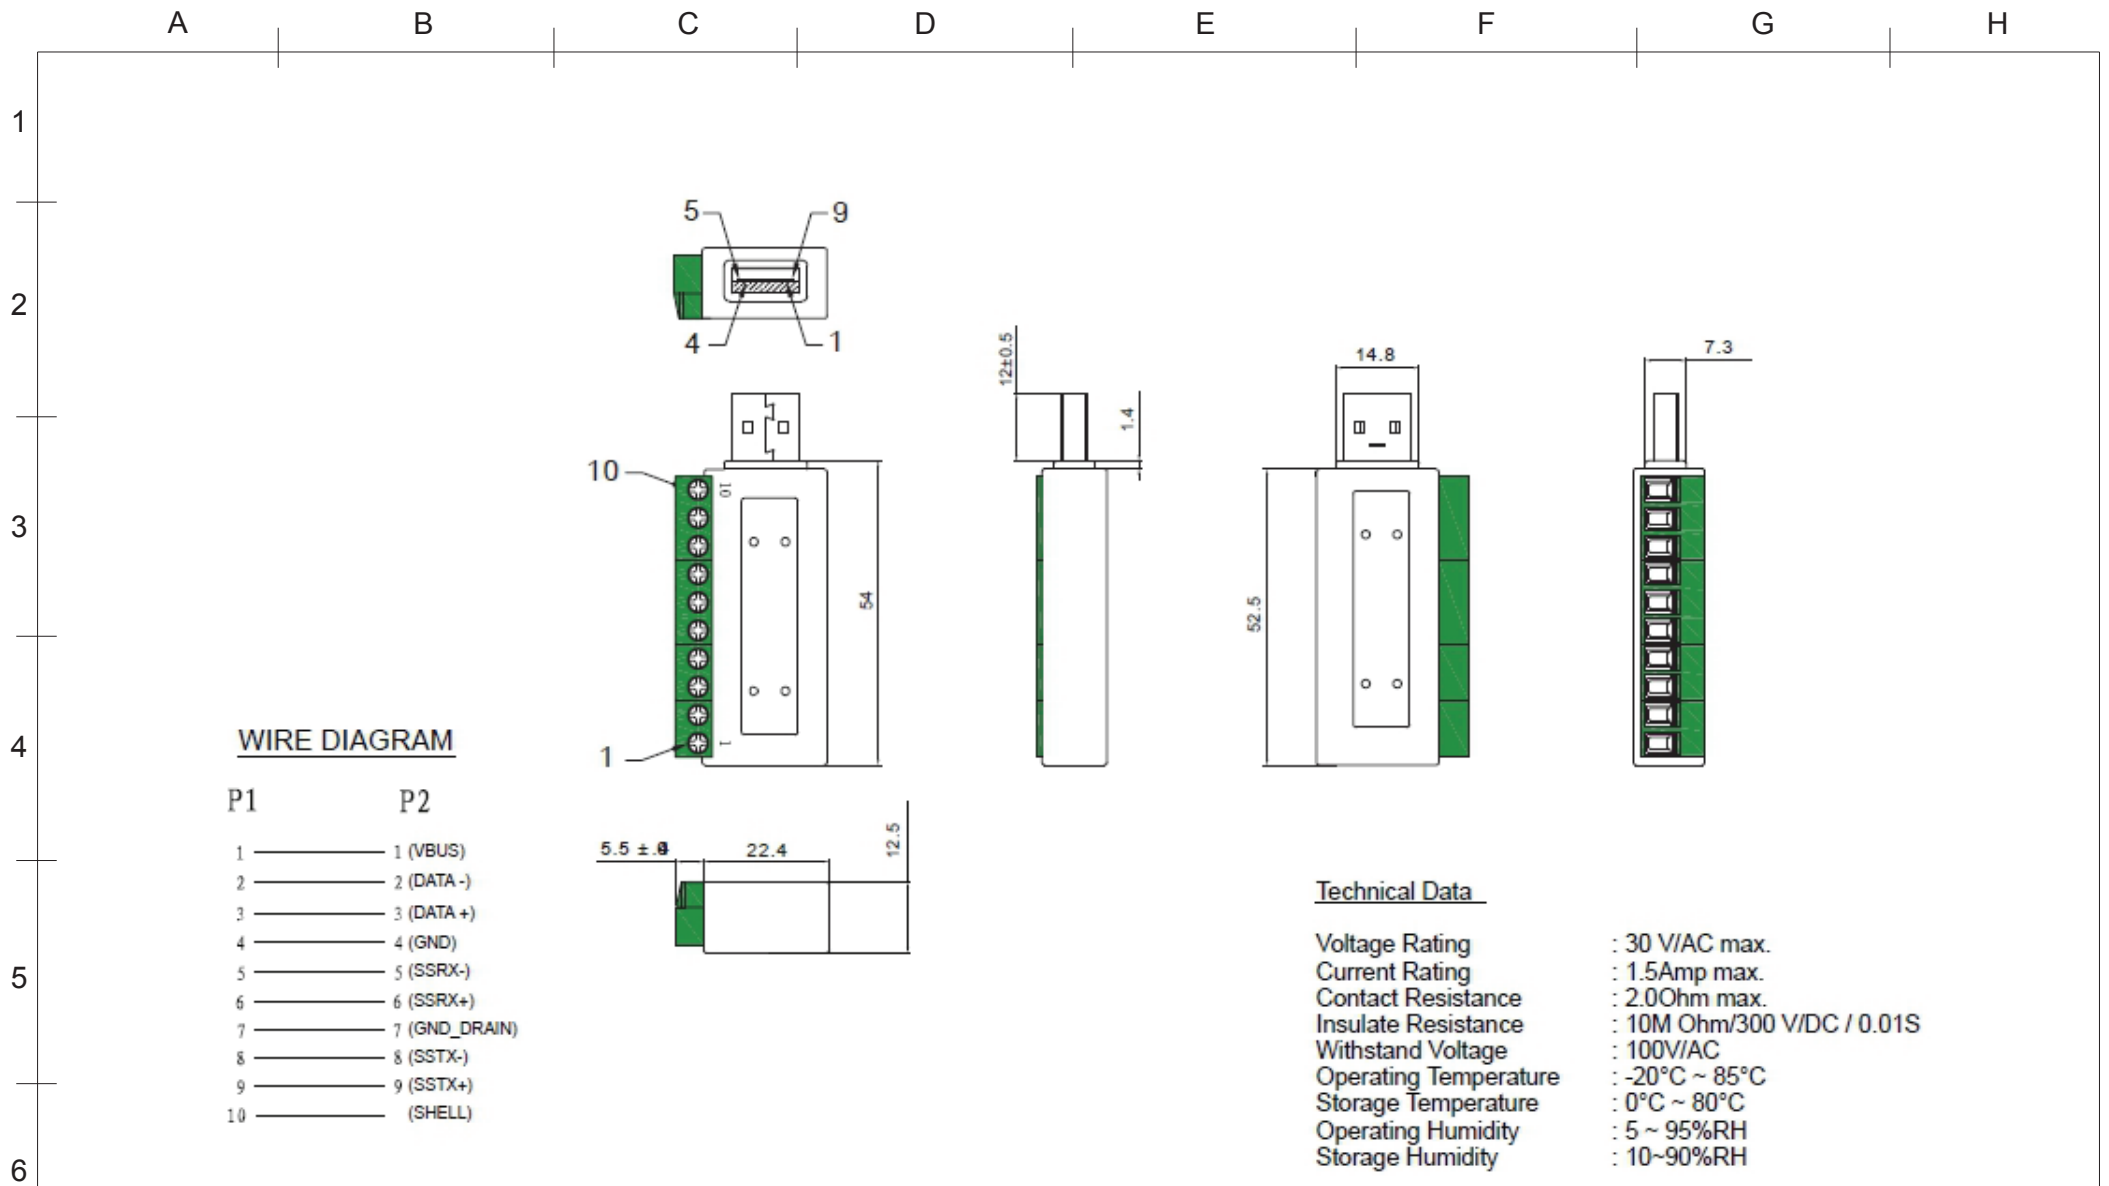 A B C D E F G H
1
5 9
2
4 1
12±0.5
14.8
7.3
1.4
10
10
3
54
52.5
WIRE DIAGRAM
4
1
1
P1 P2
5.5 ±
22.4
12.5
1 1 (VBUS)
2 2 (DATA -)
3 3 (DATA +)
4 4 (GND)
5 5 (SSRX-)
6 6 (SSRX+)
7 7 (GND_DRAIN)
8 8 (SSTX-)
9 9 (SSTX+)
10 (SHELL)
5
6
Technical Data
Voltage Rating : 30 V/AC max.
Current Rating : 1.5Amp max.
Contact Resistance : 2.0Ohm max.
Insulate Resistance : 10M Ohm/300 V/DC / 0.01S
Withstand Voltage : 100V/AC
Operating Temperature : -20°C ~ 85°C
Storage Temperature : 0°C ~ 80°C
Operating Humidity : 5 ~ 95%RH
Storage Humidity : 10~90%RH